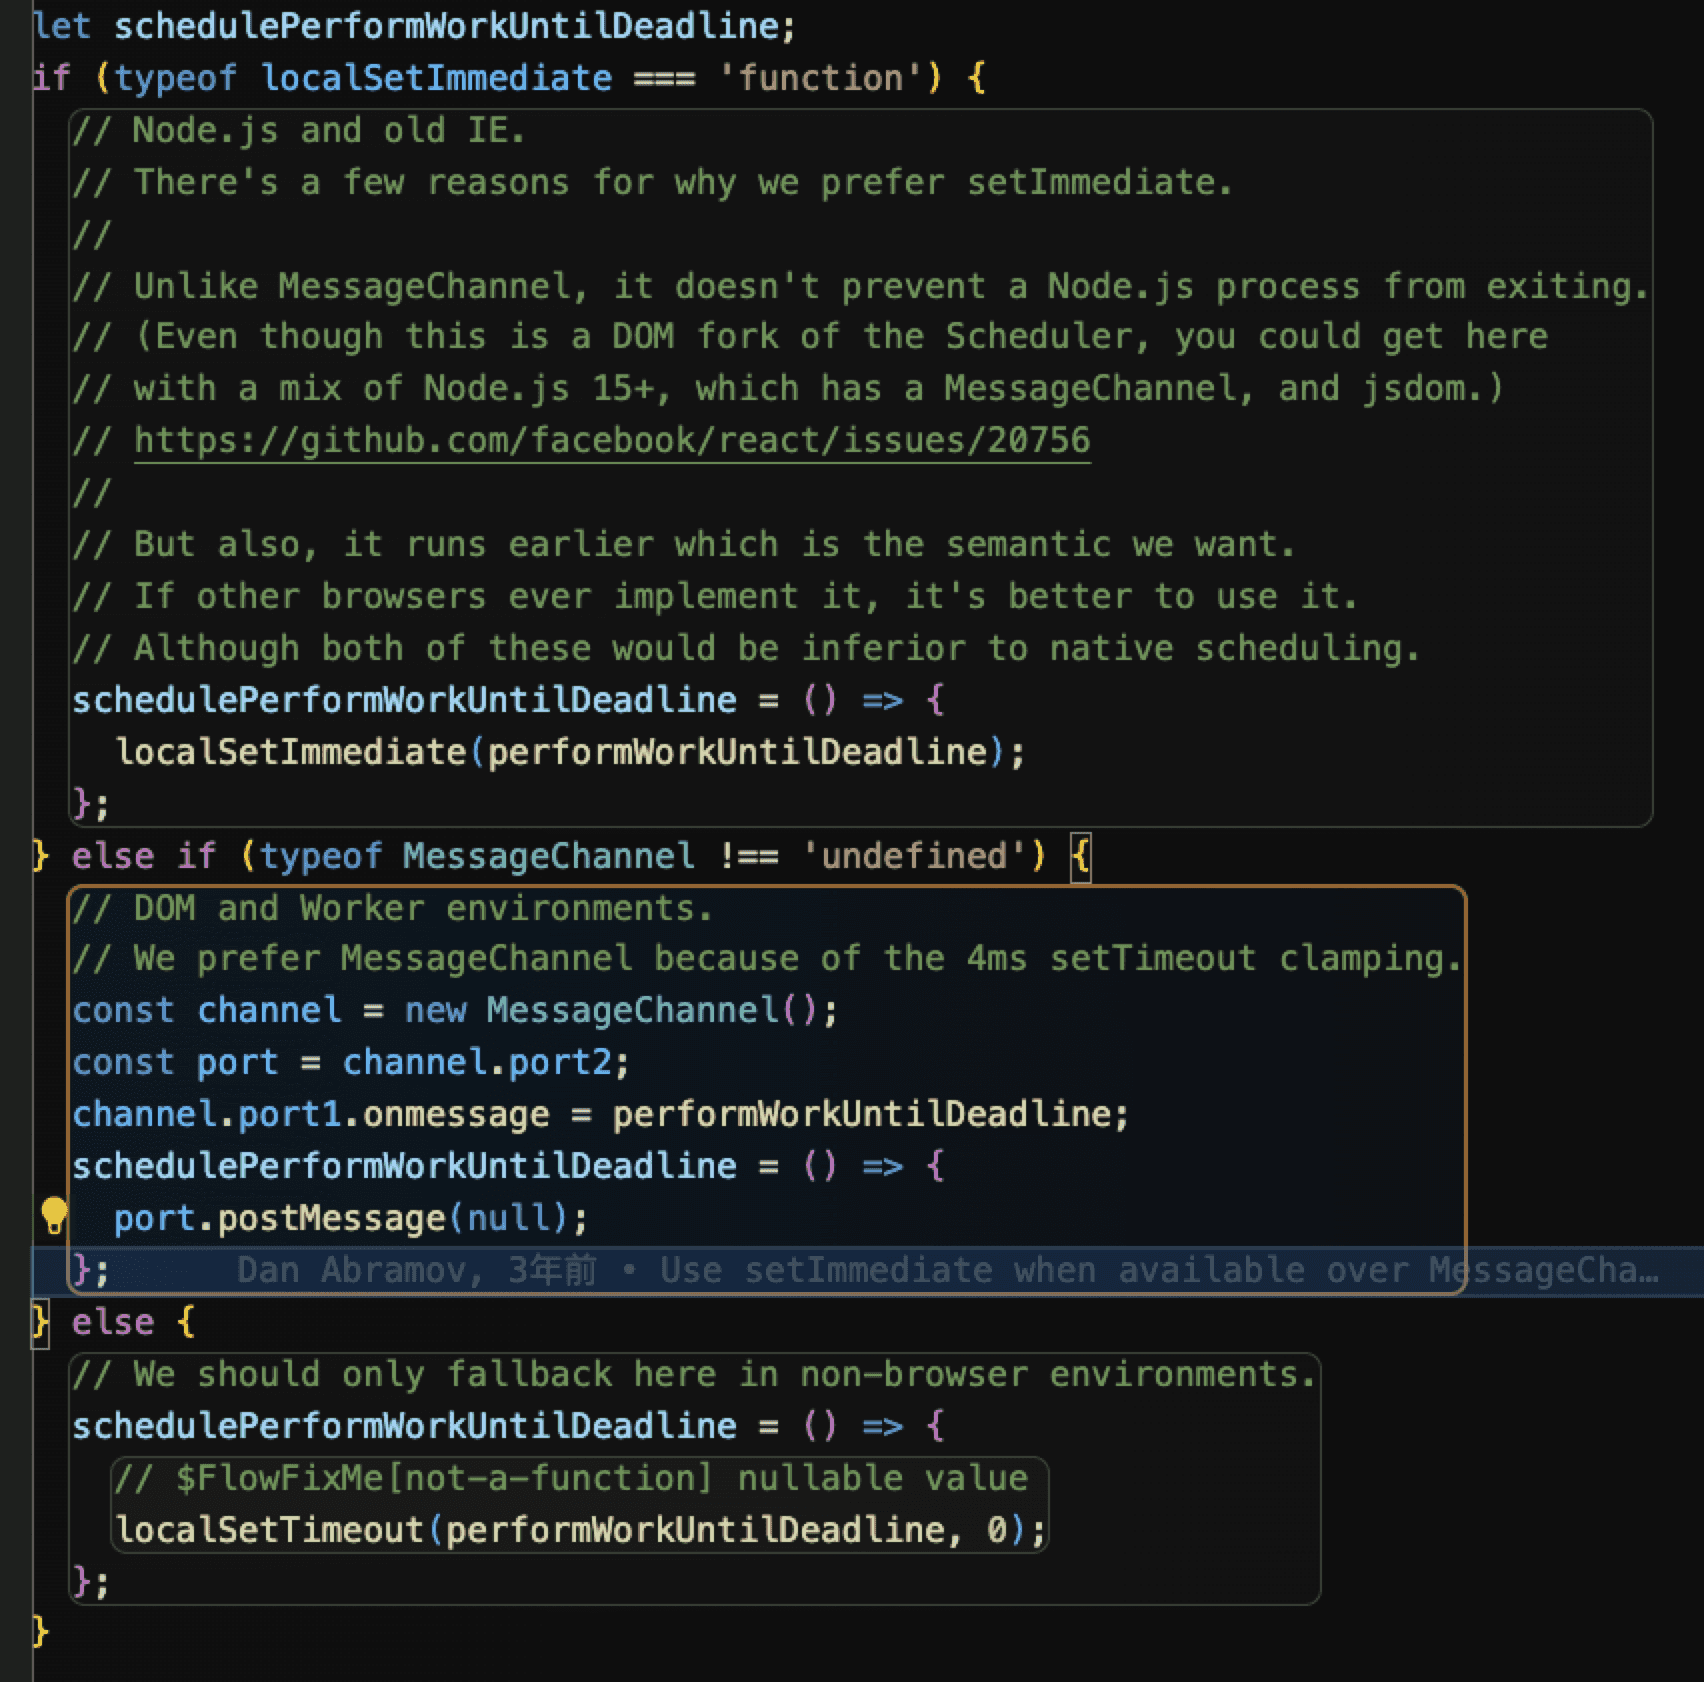 let schedulePerformWorkUntilDeadline;
if (typeof localSetImmediate === 'function') {
  // Node.js and old IE.
  // There's a few reasons for why we prefer setImmediate.
  //
  // Unlike MessageChannel, it doesn't prevent a Node.js process from exiting.
  // (Even though this is a DOM fork of the Scheduler, you could get here
  // with a mix of Node.js 15+, which has a MessageChannel, and jsdom.)
  // https://github.com/facebook/react/issues/20756
  //
  // But also, it runs earlier which is the semantic we want.
  // If other browsers ever implement it, it's better to use it.
  // Although both of these would be inferior to native scheduling.
  schedulePerformWorkUntilDeadline = () => {
    localSetImmediate(performWorkUntilDeadline);
  };
} else if (typeof MessageChannel !== 'undefined') {
  // DOM and Worker environments.
  // We prefer MessageChannel because of the 4ms setTimeout clamping.
  const channel = new MessageChannel();
  const port = channel.port2;
  channel.port1.onmessage = performWorkUntilDeadline;
  schedulePerformWorkUntilDeadline = () => {
    port.postMessage(null);
  };      Dan Abramov, 3年前 • Use setImmediate when available over MessageCha…
} else {
  // We should only fallback here in non-browser environments.
  schedulePerformWorkUntilDeadline = () => {
    // $FlowFixMe[not-a-function] nullable value
    localSetTimeout(performWorkUntilDeadline, 0);
  };
}